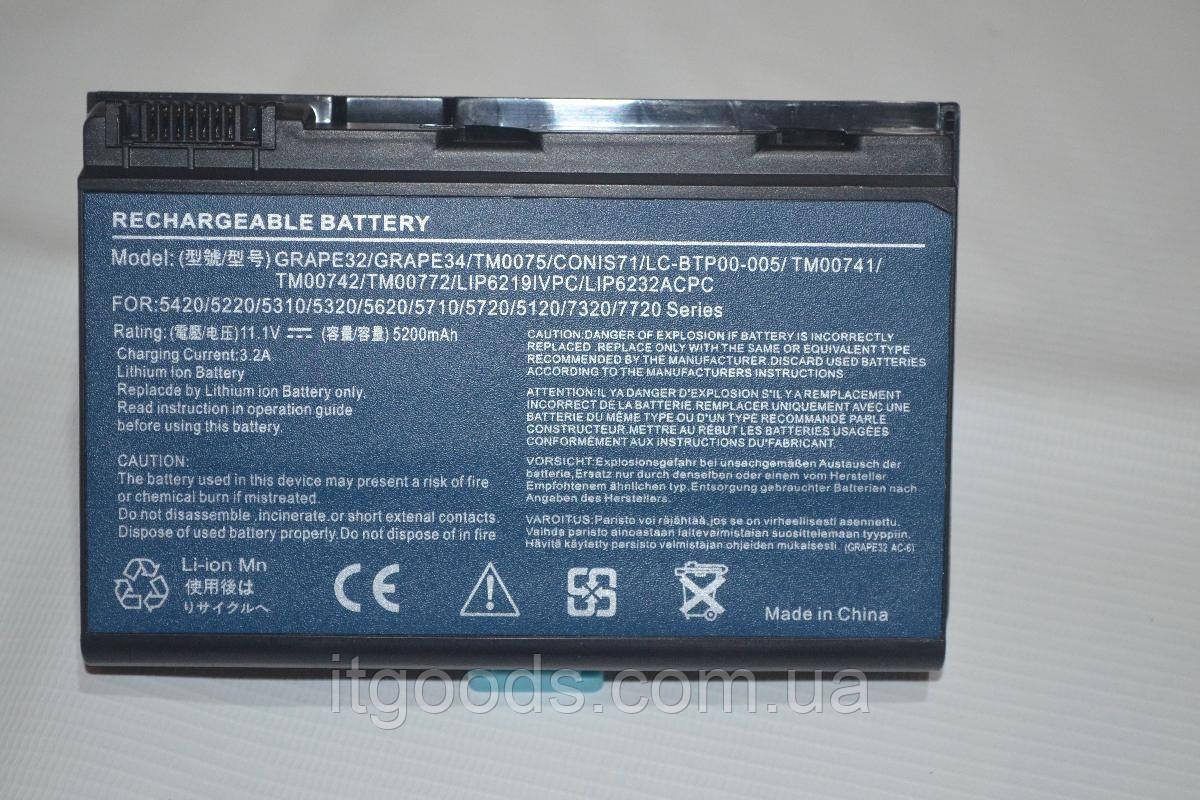 RECHARGEABLE BATTERY
Model: (型號/型号) GRAPE32/GRAPE34/TM0075/CONIS71/LC-BTP00-005/ TM00741/
TM00742/TM00772/LIP6219IVPC/LIP6232ACPC
FOR:5420/5220/5310/5320/5620/5710/5720/5120/7320/7720 Series
Rating: (電壓/电压)11.1V (容量/容量) 5200mAh
Charging Current:3.2A
Lithium ion Battery
Replacde by Lithium ion Battery only.
Read instruction in operation guide
before using this battery.
CAUTION:
The battery used in this device may present a risk of fire
or chemical burn if mistreated.
Do not disassemble ,incinerate,or short extenal contacts.
Dispose of used battery properly.Do not dispose of in fire
CAUTION:DANGER OF EXPLOSION IF BATTERY IS INCORRECTLY
REPLACED .REPLACE ONLY WITH THE SAME OR EQUIVALENT TYPE
RECOMMENDED BY THE MANUFACTURER.DISCARD USED BATTERIES
ACCORDING TO THE MANUFACTURERS INSTRUCTIONS
ATTENTION:IL YA DANGER D'EXPLOSION S'IL Y A REMPLACEMENT
INCORRECT DE LA BATTERIE.REMPLACER UNIQUEMENT AVEC UNE
BATTERIE DU MÊME TYPE OU D'UN TYPE RECOMMANDÉ PARLE
CONSTRUCTEUR.METTRE AU RÉBUT LES BATTERIES USAGÉES
CONFORMÉMENT AUX INSTRUCTIONS DU'FABRICANT.
VORSICHT:Explosionsgefahr bei unsachgemäßen Austausch der
batterie,Ersatz nur durch denselben oder einem vom Hersteller
Empfohtenem ähnlichen typ.Entsorgung gebrauchter Batterien nach
Angaben des Herstellers.
VAROITUS:Paristo voi räjähtää,jos se on virheellisesti asennettu.
Vaihda paristo ainoastaan laitevalmistajan suosittelemaan tyyppiin.
Hävitä käytetty paristo valmistajan ohjeiden mukaisesti (GRAPE32 AC-6)
Li-ion Mn
使用後は
リサイクルへ
CE
Made in China
itgoods.com.ua